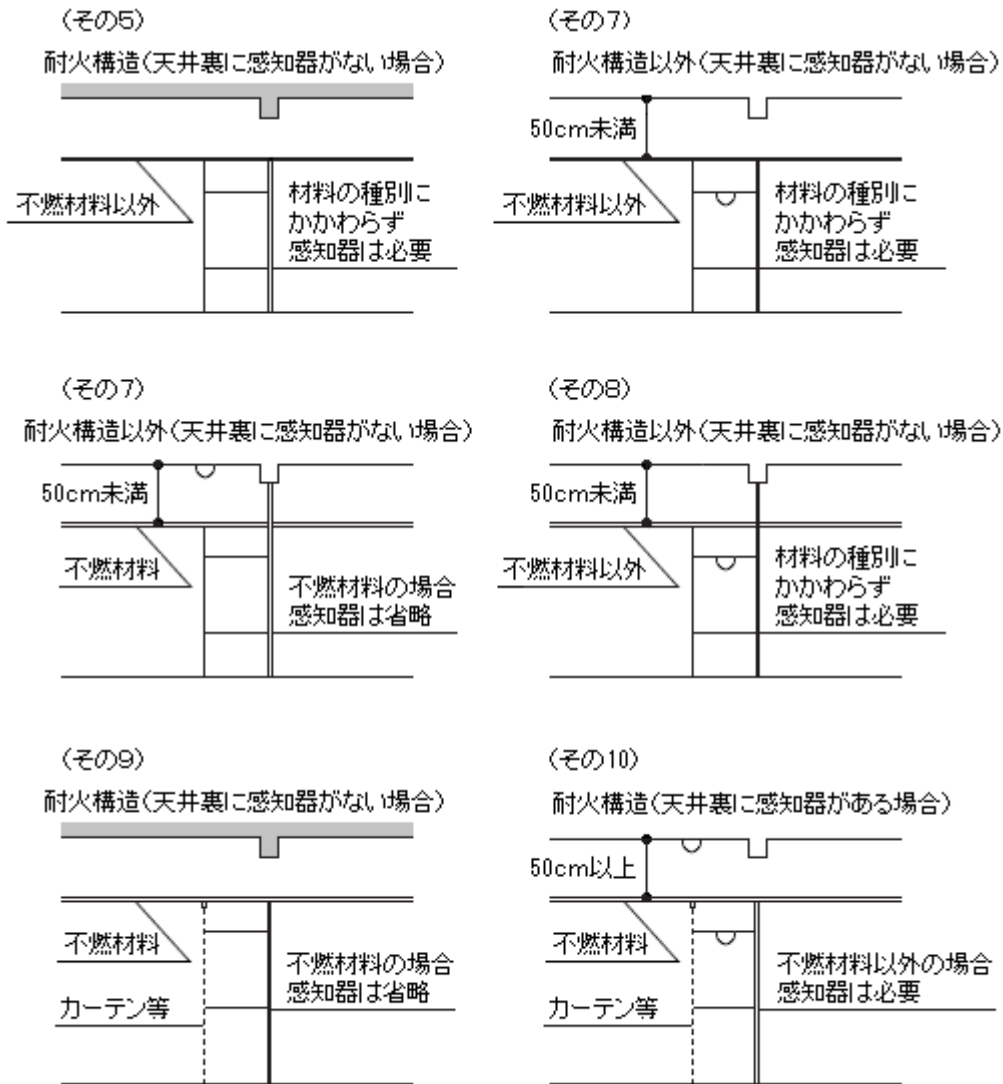 （その5）
耐火構造（天井裏に感知器がない場合）
不燃材料以外
材料の種別に
かかわらず
感知器は必要
（その7）
耐火構造以外（天井裏に感知器がない場合）
50cm未満
不燃材料以外
材料の種別に
かかわらず
感知器は必要
（その7）
耐火構造以外（天井裏に感知器がない場合）
50cm未満
不燃材料
不燃材料の場合
感知器は省略
（その8）
耐火構造以外（天井裏に感知器がない場合）
50cm未満
不燃材料以外
材料の種別に
かかわらず
感知器は必要
（その9）
耐火構造（天井裏に感知器がない場合）
不燃材料
カーテン等
不燃材料の場合
感知器は省略
（その10）
耐火構造（天井裏に感知器がある場合）
50cm以上
不燃材料
カーテン等
不燃材料以外の場合
感知器は必要